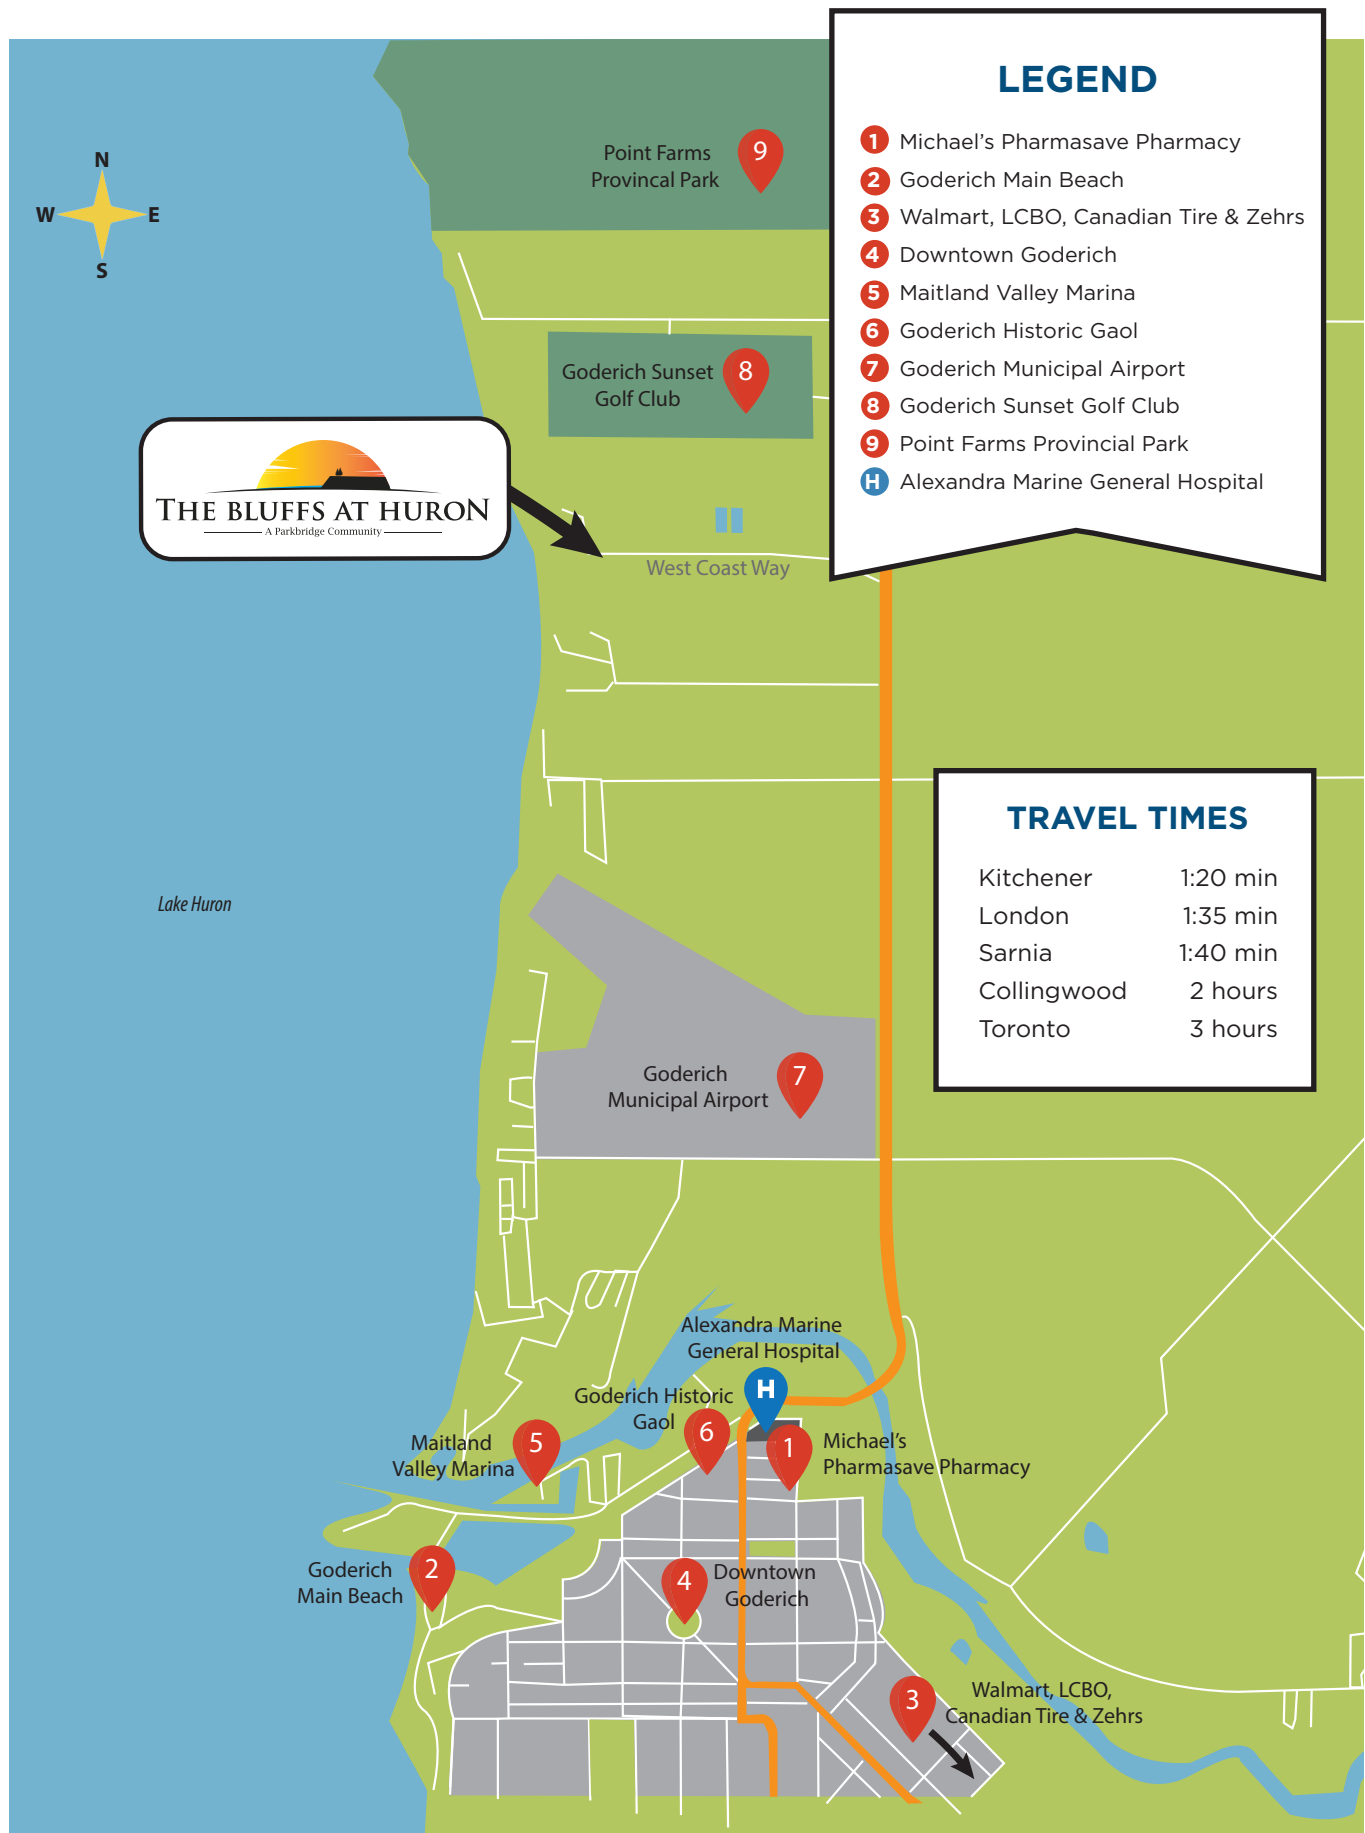 LEGEND
1 Michael's Pharmasave Pharmacy
2 Goderich Main Beach
3 Walmart, LCBO, Canadian Tire & Zehrs
4 Downtown Goderich
5 Maitland Valley Marina
6 Goderich Historic Gaol
7 Goderich Municipal Airport
8 Goderich Sunset Golf Club
9 Point Farms Provincial Park
H Alexandra Marine General Hospital
N
W E
S
Point Farms
Provincal Park
9
Goderich Sunset
Golf Club
8
THE BLUFFS AT HURON
A Parkbridge Community
West Coast Way
TRAVEL TIMES
Kitchener 1:20 min
London 1:35 min
Sarnia 1:40 min
Collingwood 2 hours
Toronto 3 hours
Lake Huron
Goderich
Municipal Airport
7
Alexandra Marine
General Hospital
H
Goderich Historic
Gaol
6
Maitland
Valley Marina
5
1
Michael's
Pharmasave Pharmacy
Goderich
Main Beach
2
4
Downtown
Goderich
3
Walmart, LCBO,
Canadian Tire & Zehrs